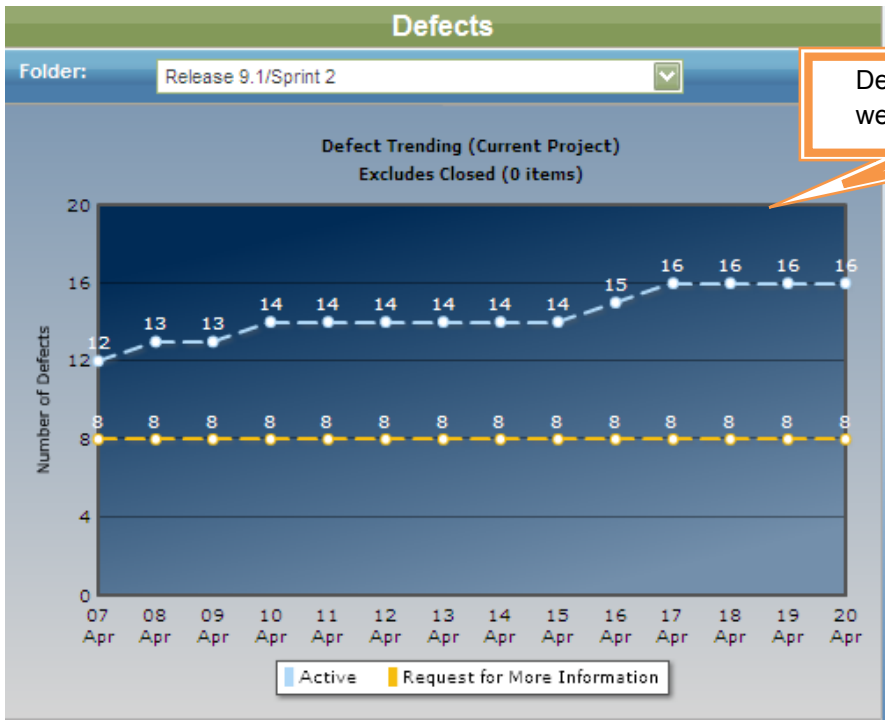 Defects
Folder: Release 9.1/Sprint 2
Defect Trending (Current Project)
Excludes Closed (0 items)
20
16
12
8
4
0
Number of Defects
12 13 13 14 14 14 14 14 14 15 16 16 16 16
8 8 8 8 8 8 8 8 8 8 8 8 8 8
07 08 09 10 11 12 13 14 15 16 17 18 19 20
Apr Apr Apr Apr Apr Apr Apr Apr Apr Apr Apr Apr Apr Apr
Active Request for More Information